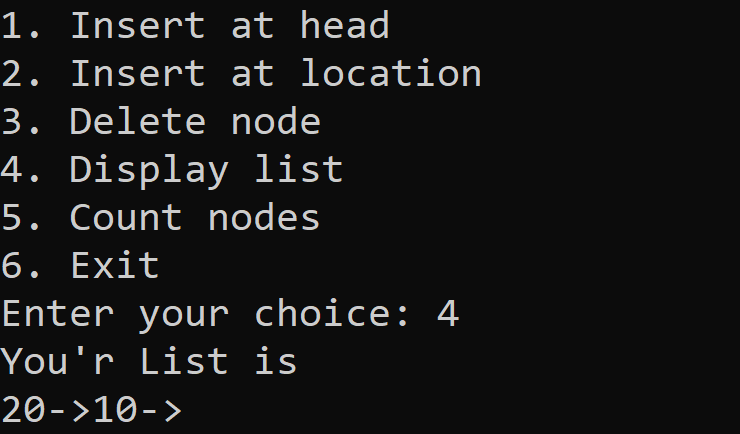 1. Insert at head
2. Insert at location
3. Delete node
4. Display list
5. Count nodes
6. Exit
Enter your choice: 4
You'r List is
20->10->